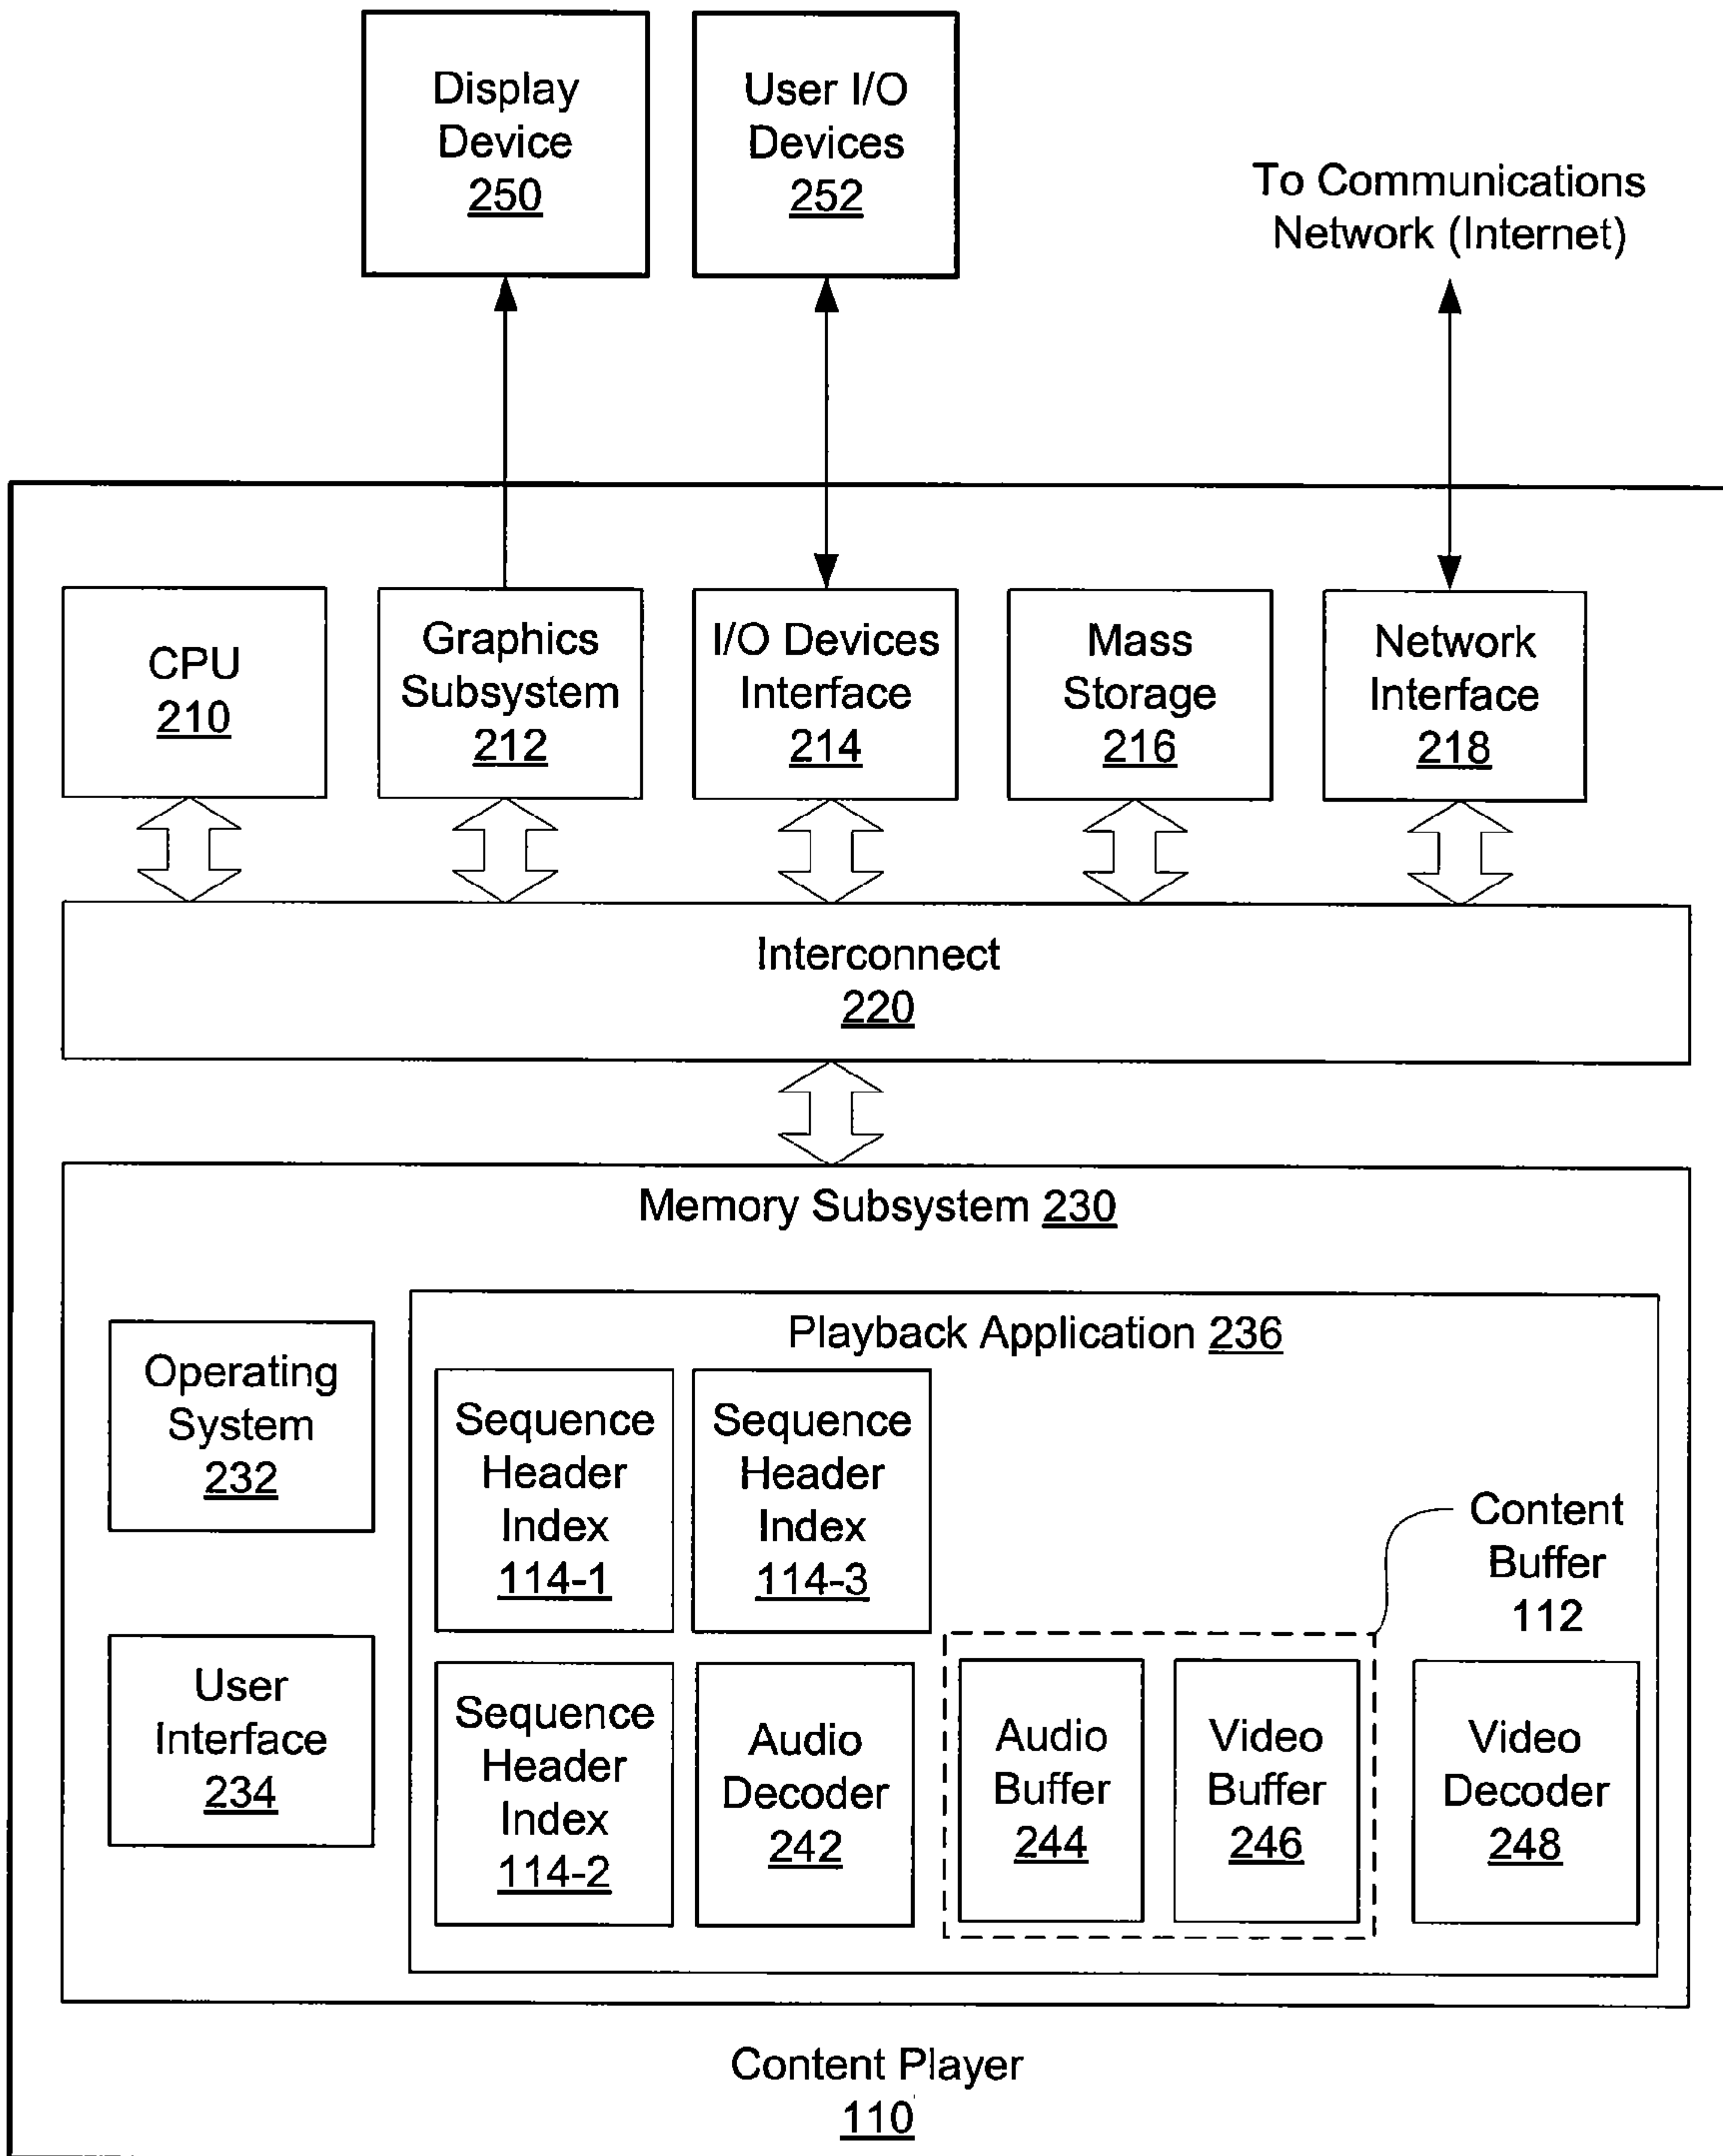 Display
Device
250
User I/O
Devices
252
To Communications
Network (Internet)
CPU
210
Graphics
Subsystem
212
I/O Devices
Interface
214
Mass
Storage
216
Network
Interface
218
Interconnect
220
Memory Subsystem 230
Operating
System
232
User
Interface
234
Playback Application 236
Sequence
Header
Index
114-1
Sequence
Header
Index
114-3
Content
Buffer
112
Sequence
Header
Index
114-2
Audio
Decoder
242
Audio
Buffer
244
Video
Buffer
246
Video
Decoder
248
Content Player
110